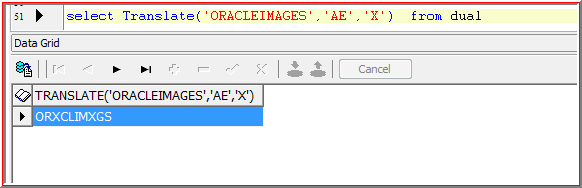 51 select Translate('ORACLEIMAGES','AE','X') from dual
Data Grid
Cancel
TRANSLATE('ORACLEIMAGES','AE','X')
ORXCLIMXGS